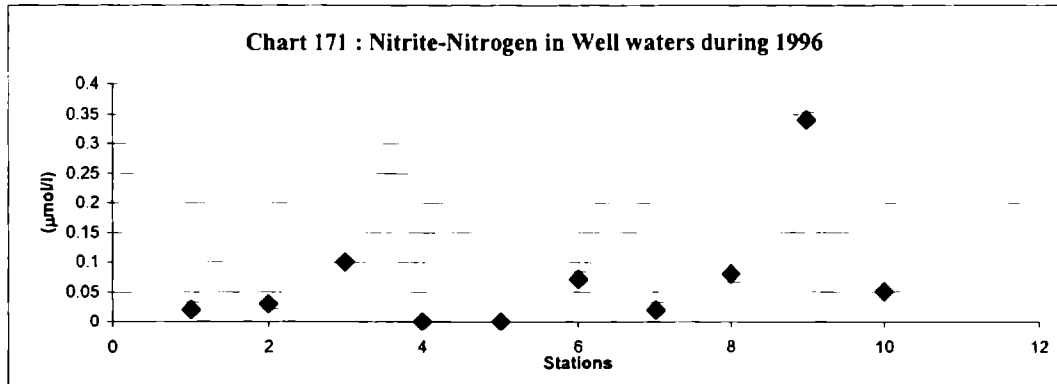 Chart 171 : Nitrite-Nitrogen in Well waters during 1996
0.4
0.35
0.3
0.25
0.2
0.15
0.1
0.05
0
(µmol/l)
0 2 4 6 8 10 12
Stations